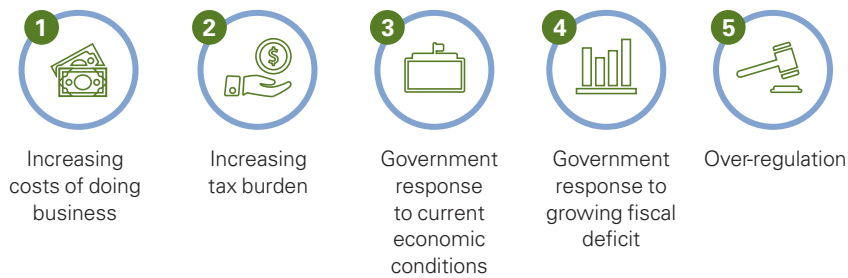 1
Increasing
costs of doing
business
2
$
Increasing
tax burden
3
Government
response
to current
economic
conditions
4
Government
response to
growing fiscal
deficit
5
Over-regulation